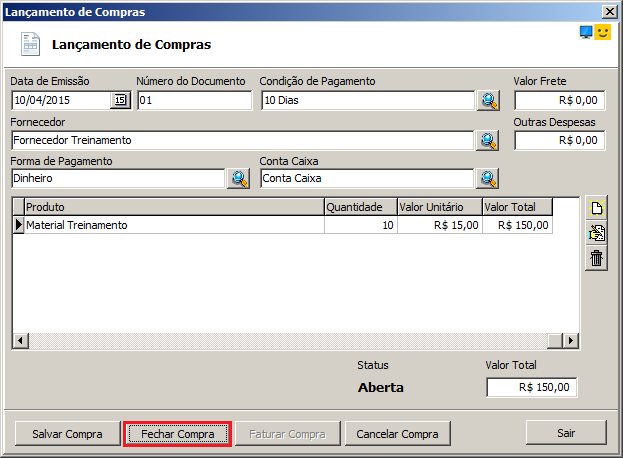 Lançamento de Compras
Lançamento de Compras
Data de Emissão Número do Documento Condição de Pagamento Valor Frete
10/04/2015 15 01 10 Dias R$ 0,00
Fornecedor Outras Despesas
Fornecedor Treinamento R$ 0,00
Forma de Pagamento Conta Caixa
Dinheiro Conta Caixa
Produto Quantidade Valor Unitário Valor Total
Material Treinamento 10 R$ 15,00 R$ 150,00
Status Valor Total
Aberta R$ 150,00
Salvar Compra Fechar Compra Faturar Compra Cancelar Compra Sair